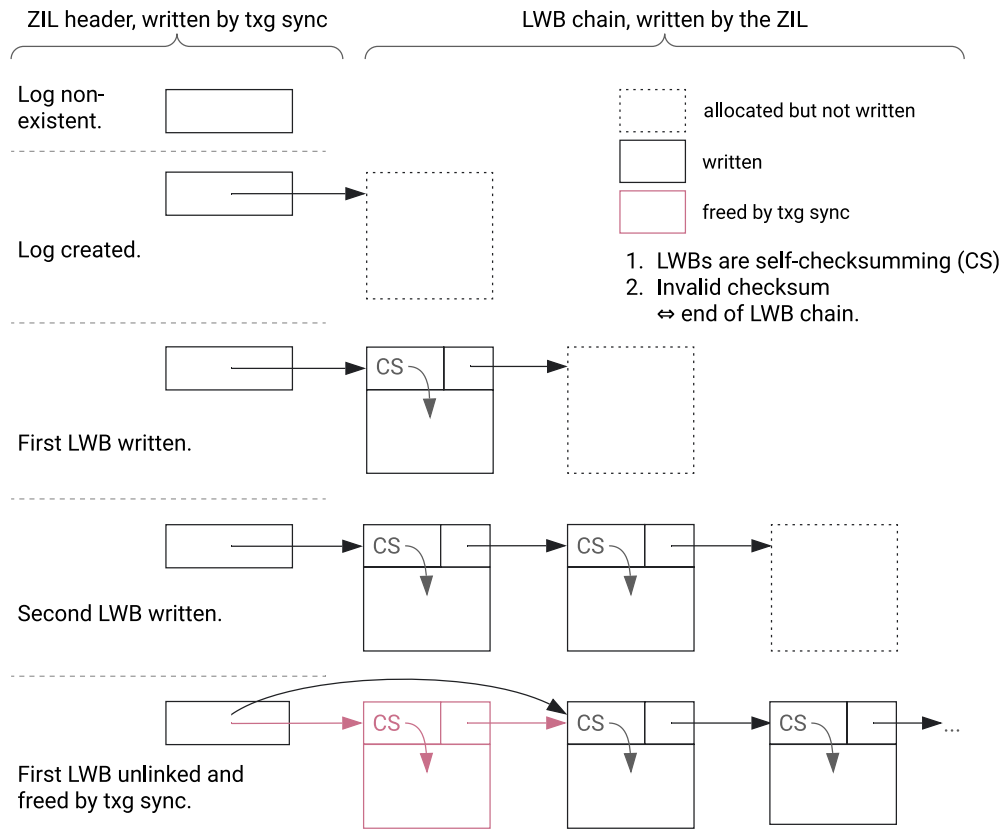 ZIL header, written by txg sync
LWB chain, written by the ZIL
Log non-
existent.
allocated but not written
written
freed by txg sync
Log created.
1. LWBs are self-checksumming (CS)
2. Invalid checksum
⇔ end of LWB chain.
CS
First LWB written.
CS
CS
Second LWB written.
CS
CS
CS
...
First LWB unlinked and
freed by txg sync.